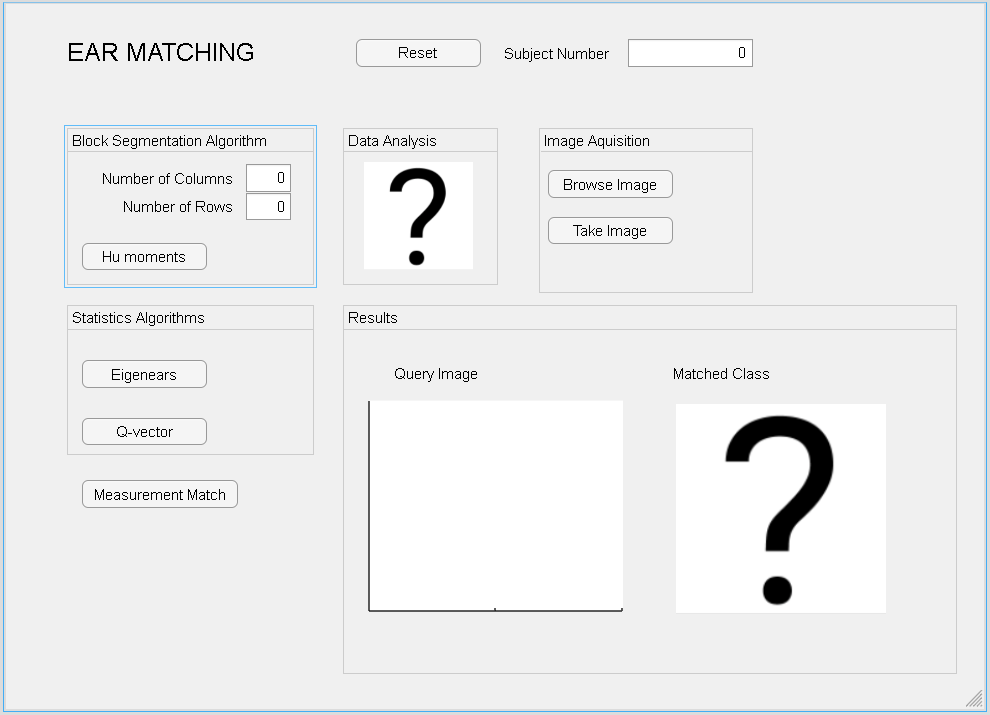 EAR MATCHING
Reset
Subject Number
0
Block Segmentation Algorithm
Number of Columns
0
Number of Rows
0
Hu moments
Data Analysis
?
Image Aquisition
Browse Image
Take Image
Statistics Algorithms
Eigenears
Q-vector
Measurement Match
Results
Query Image
Matched Class
?